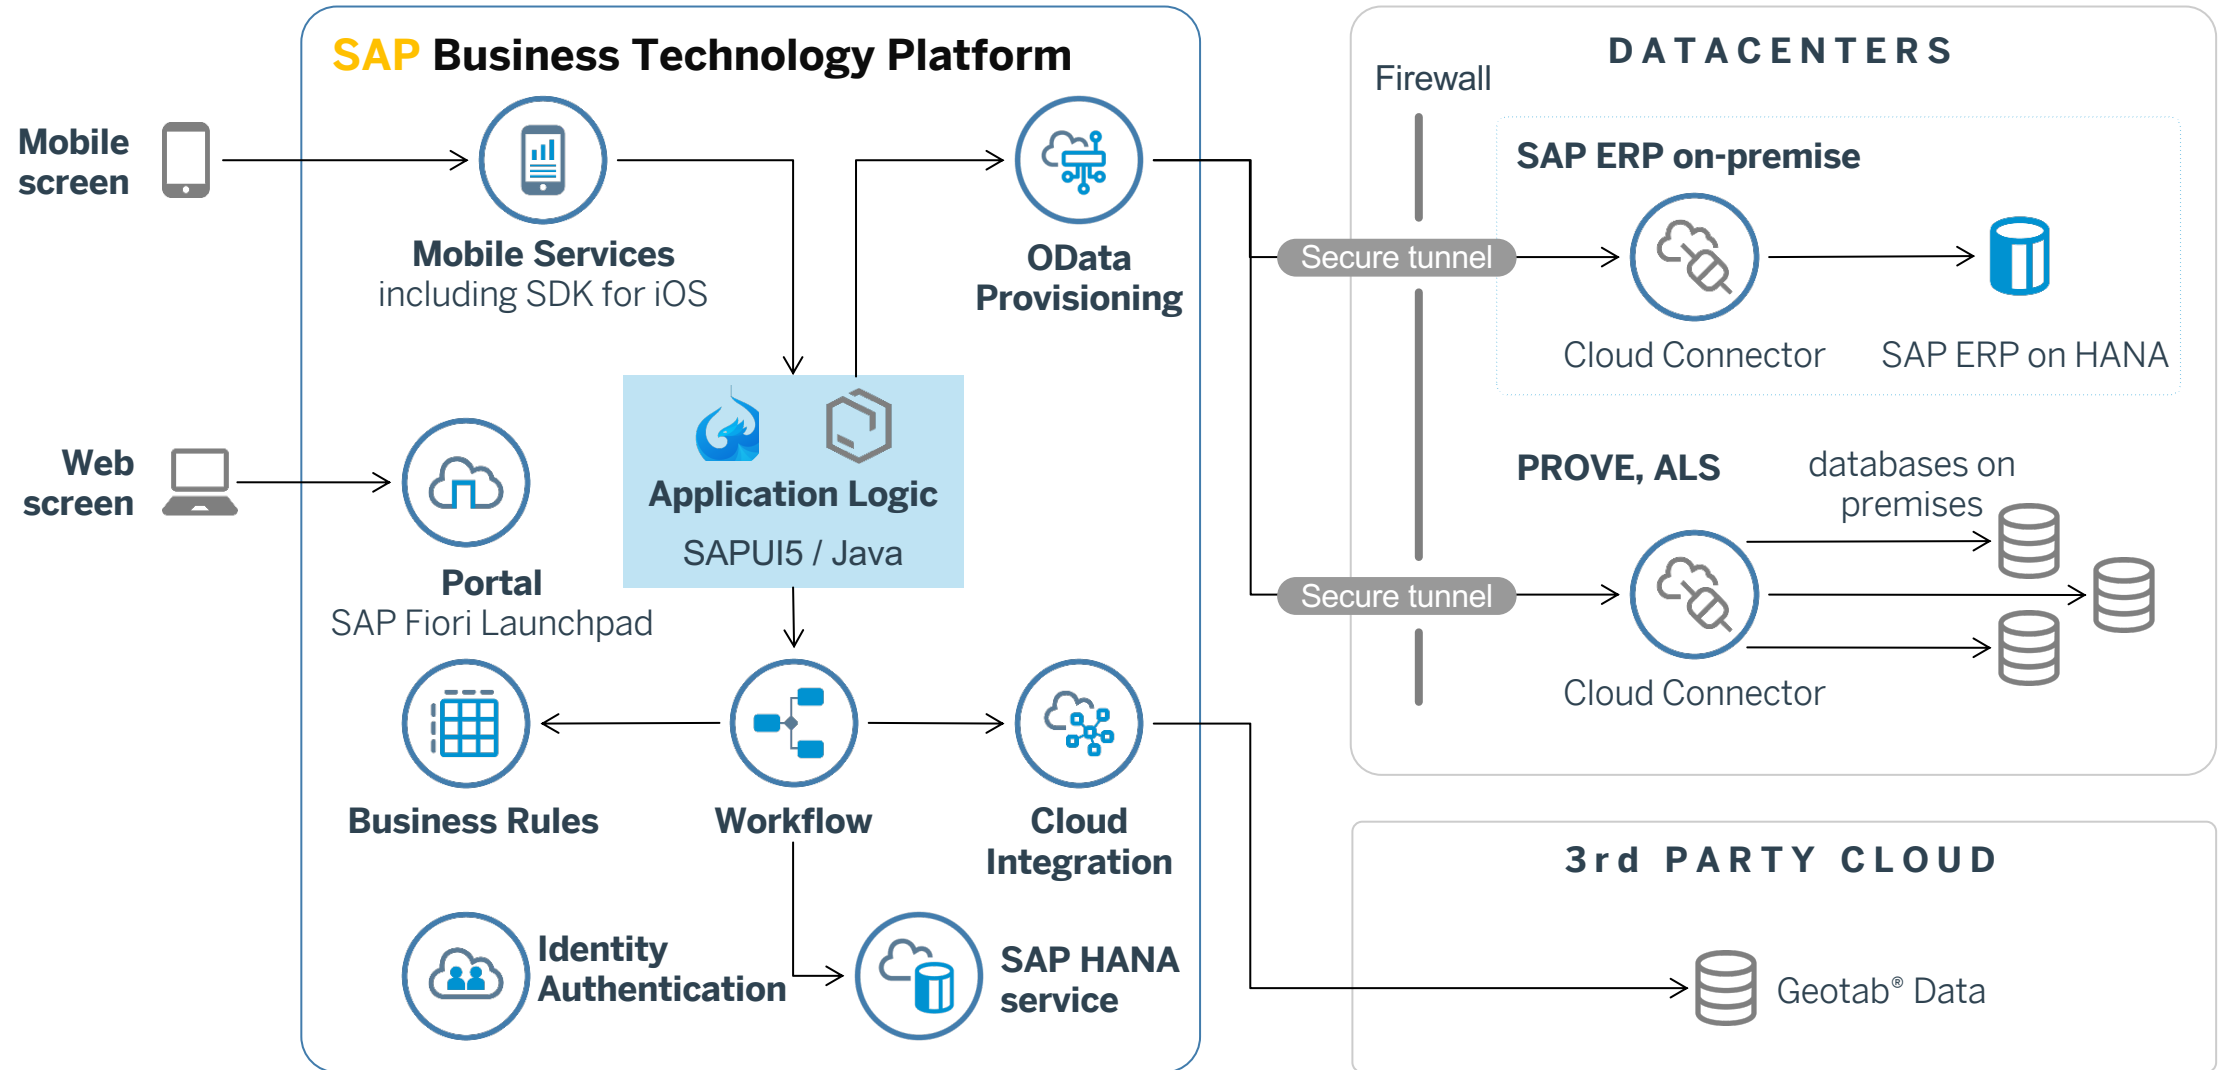 SAP Business Technology Platform
Mobile
screen
Mobile Services
including SDK for iOS
OData
Provisioning
Web
screen
Portal
SAP Fiori Launchpad
Application Logic
SAPUI5 / Java
Business Rules
Workflow
Cloud
Integration
Identity
Authentication
SAP HANA
service
DATACENTERS
Firewall
SAP ERP on-premise
Secure tunnel
Cloud Connector
SAP ERP on HANA
PROVE, ALS
databases on
premises
Secure tunnel
Cloud Connector
3rd PARTY CLOUD
Geotab® Data